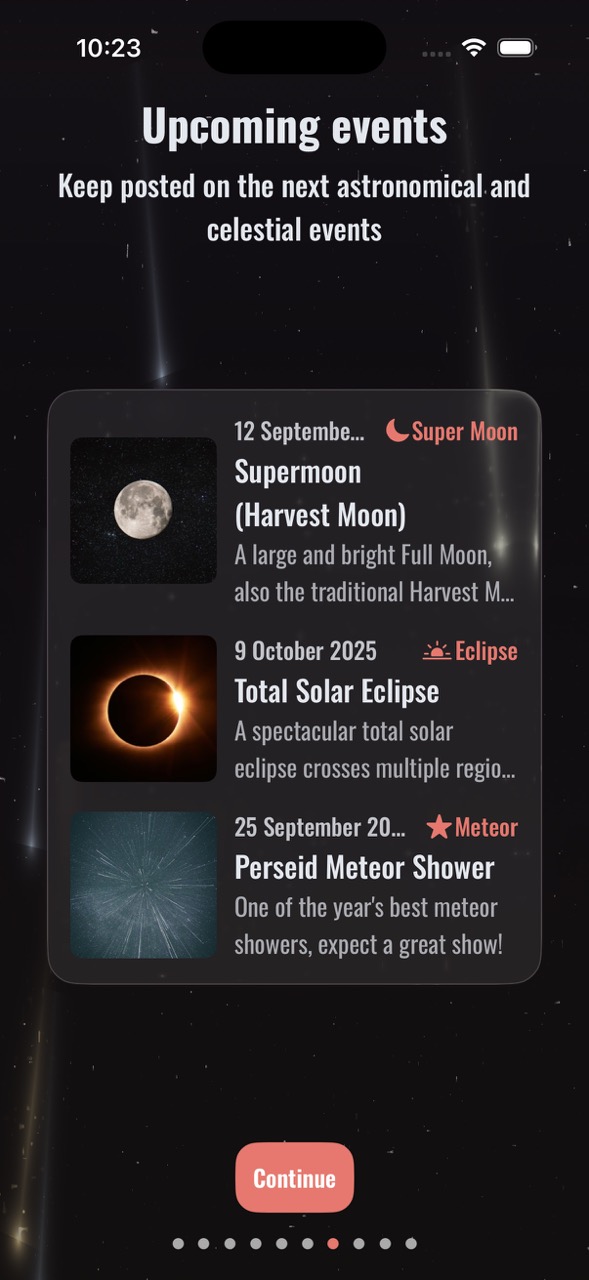 10:23
Upcoming events
Keep posted on the next astronomical and
celestial events
12 Septembe... Super Moon
Supermoon
(Harvest Moon)
A large and bright Full Moon,
also the traditional Harvest M...
9 October 2025 Eclipse
Total Solar Eclipse
A spectacular total solar
eclipse crosses multiple regio...
25 September 20... Meteor
Perseid Meteor Shower
One of the year's best meteor
showers, expect a great show!
Continue